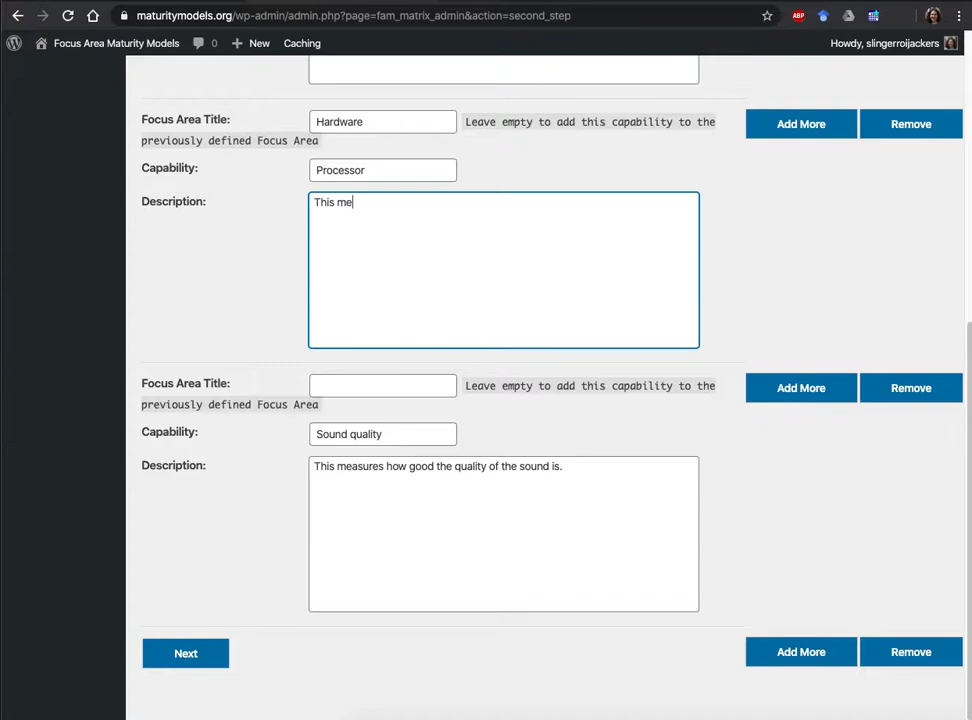 maturitymodels.org/wp-admin/admin.php?page=fam_matrix_admin&action=second_step
ABP
Focus Area Maturity Models 0 New Caching Howdy, slingerroijackers
Focus Area Title: Hardware Leave empty to add this capability to the Add More Remove
previously defined Focus Area
Capability: Processor
Description: This me
Focus Area Title: Leave empty to add this capability to the Add More Remove
previously defined Focus Area
Capability: Sound quality
Description: This measures how good the quality of the sound is.
Next Add More Remove